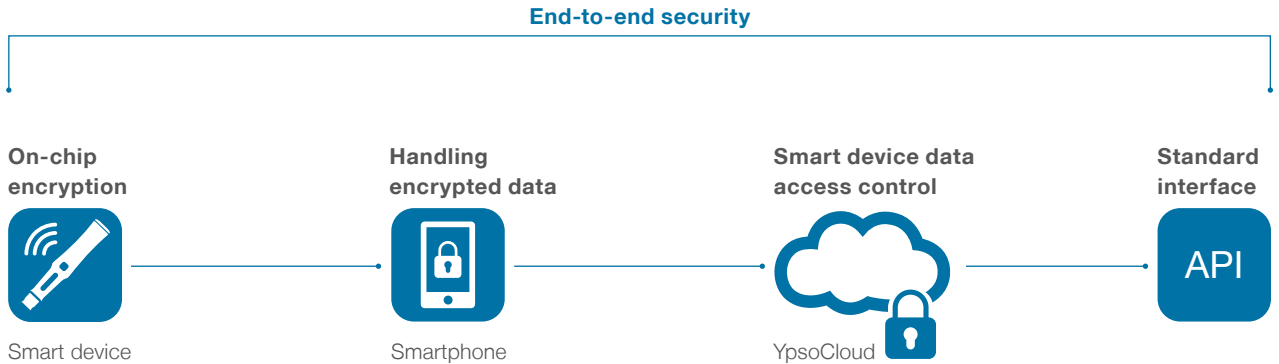 End-to-end security
On-chip
encryption
Handling
encrypted data
Smart device data
access control
Standard
interface
API
Smart device
Smartphone
YpsoCloud